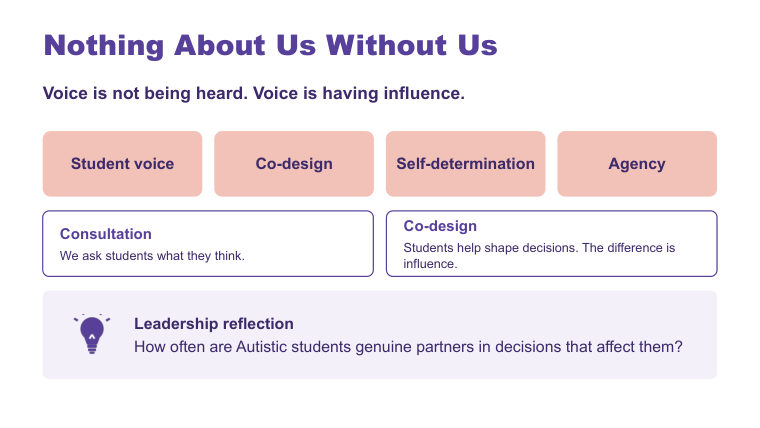 Nothing About Us Without Us
Voice is not being heard. Voice is having influence.
Student voice
Co-design
Self-determination
Agency
Consultation
We ask students what they think.
Co-design
Students help shape decisions. The difference is
influence.
Leadership reflection
How often are Autistic students genuine partners in decisions that affect them?